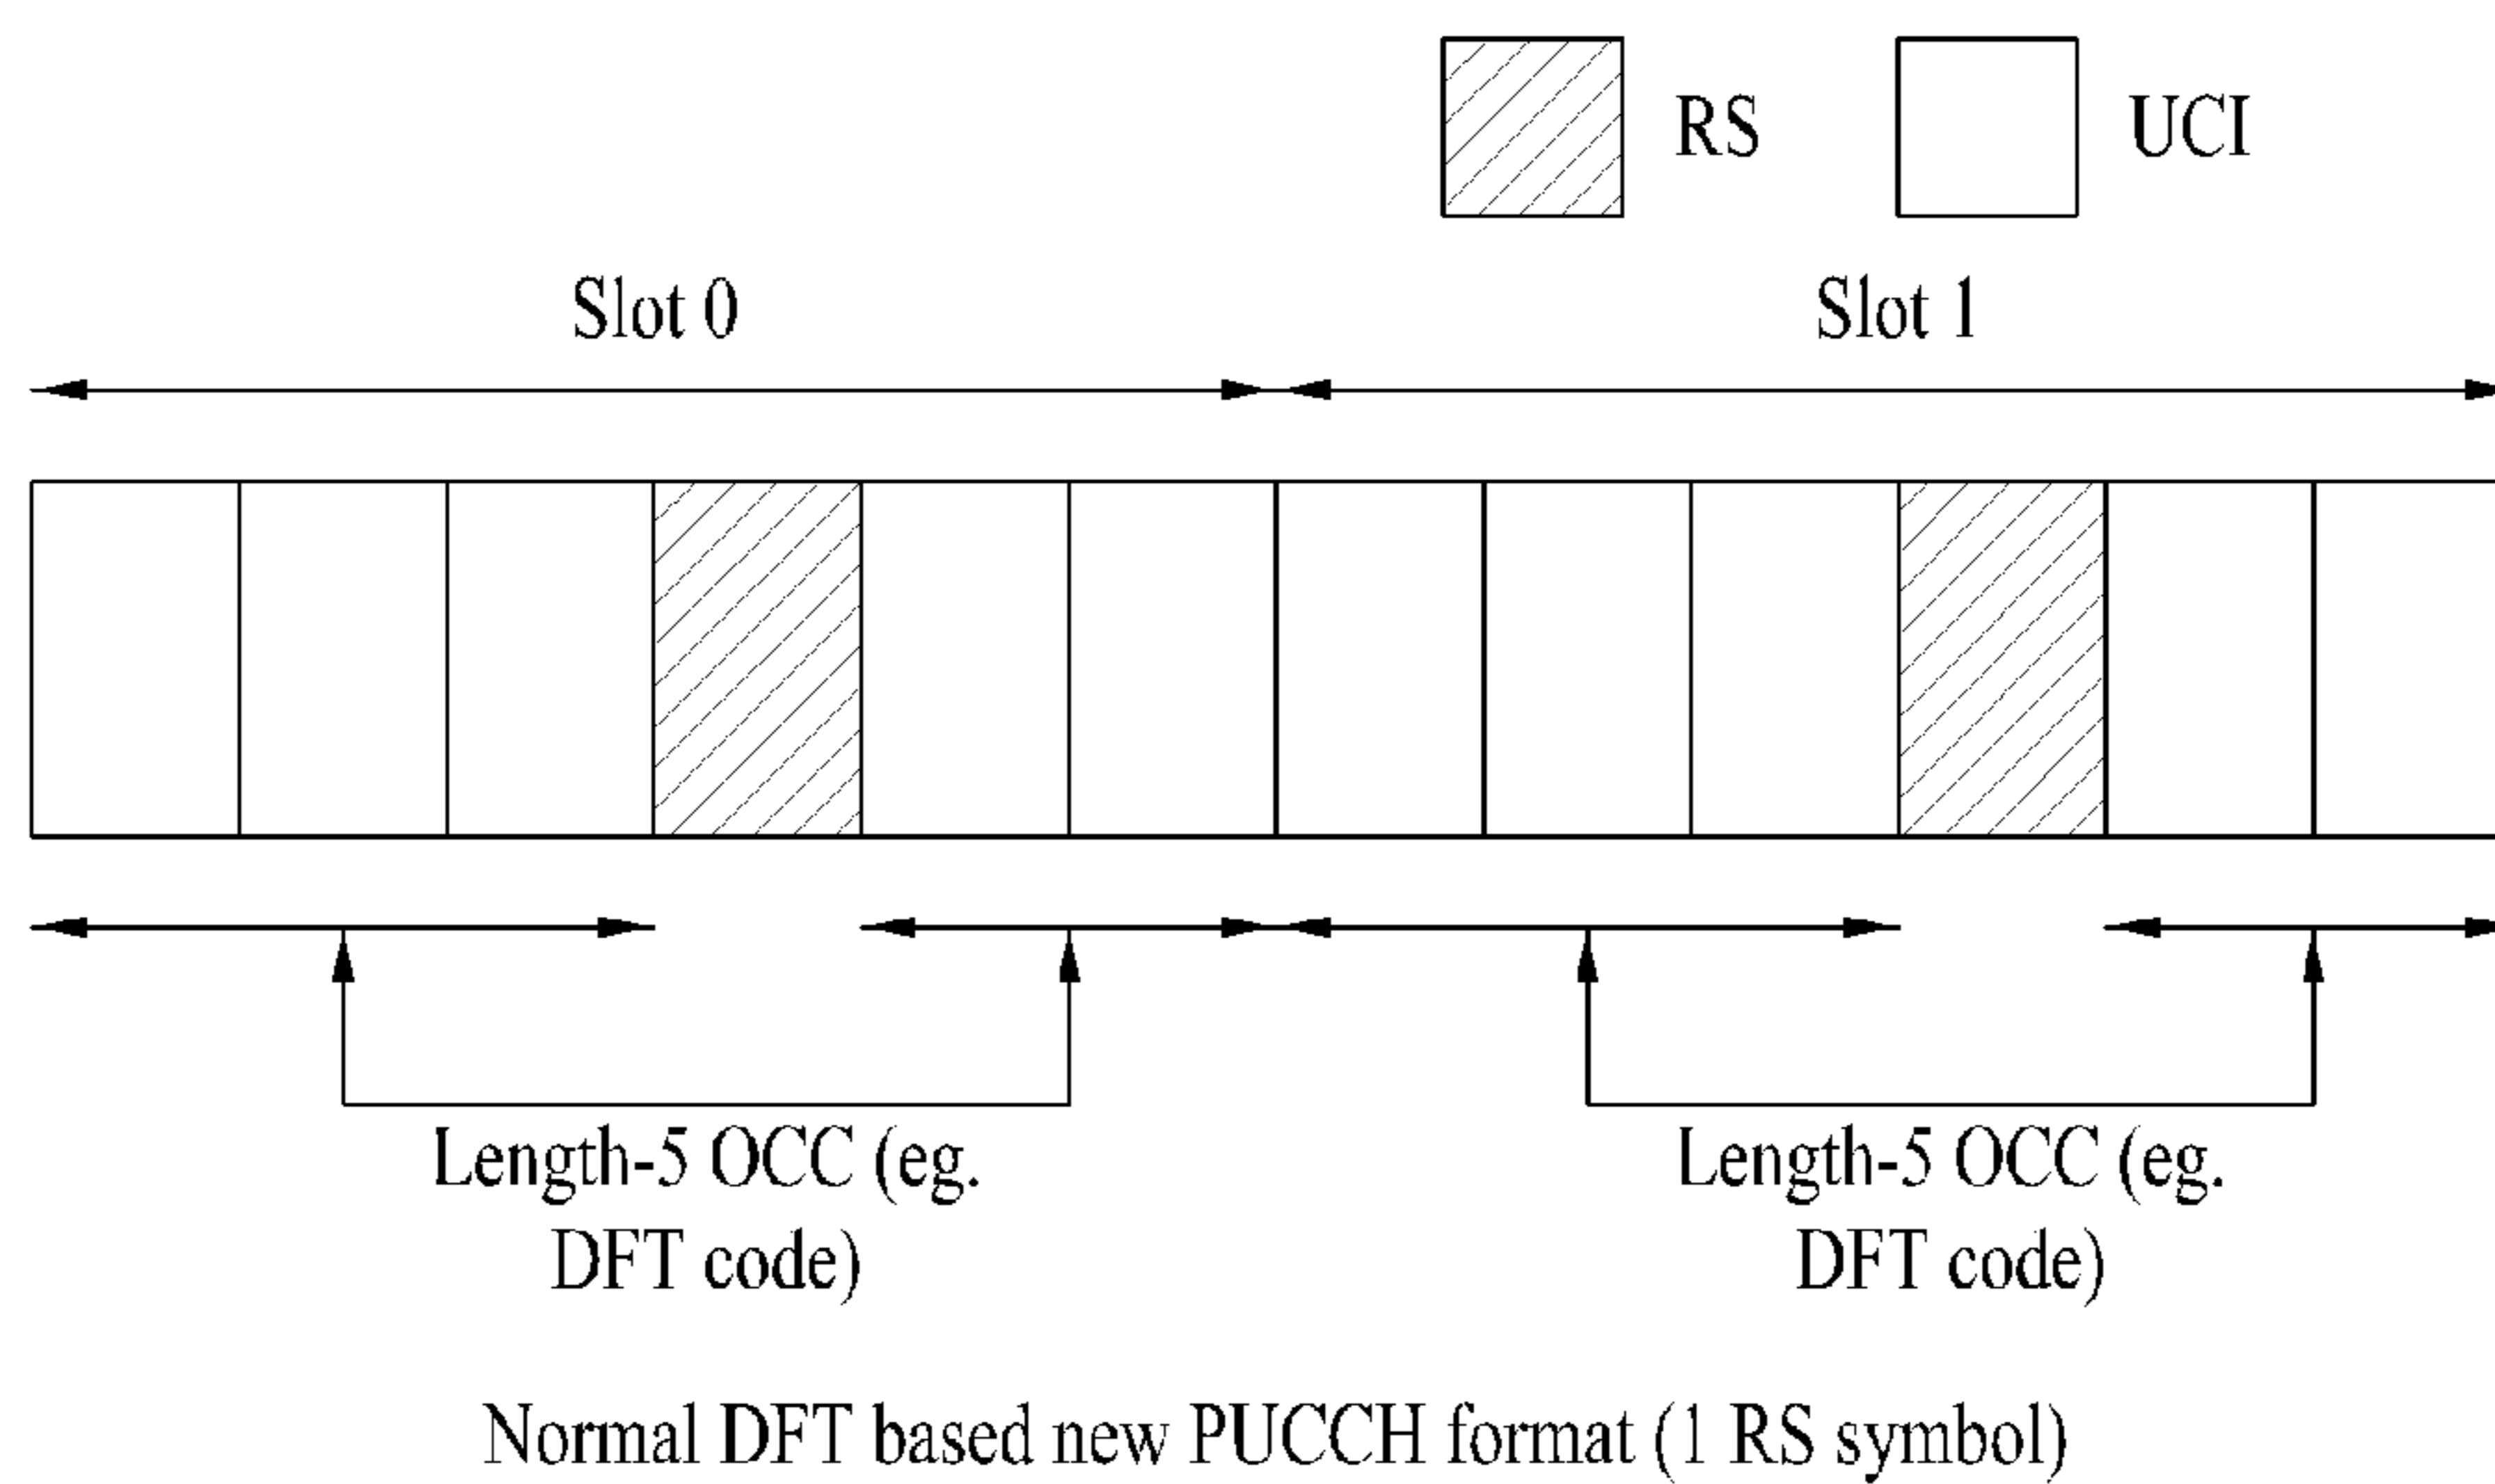 RS
UCI
Slot 0
Slot 1
Length-5 OCC (eg.
DFT code)
Length-5 OCC (eg.
DFT code)
Normal DFT based new PUCCH format (1 RS symbol)